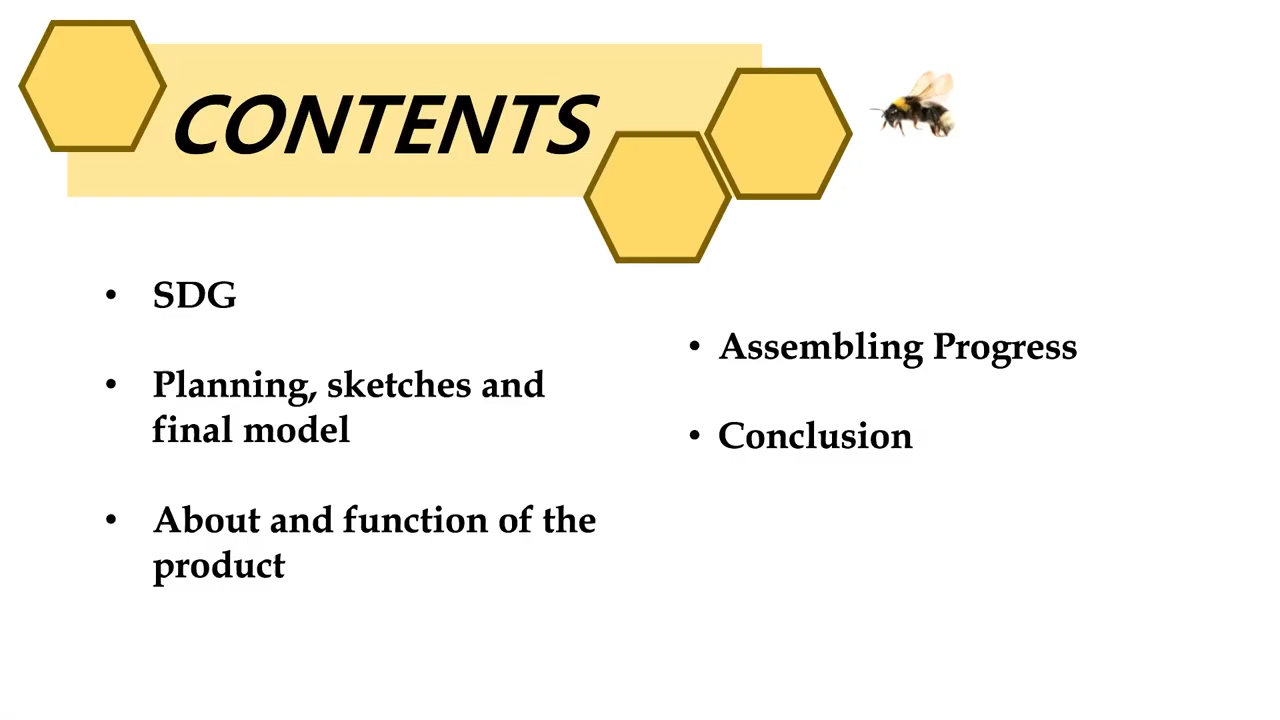 CONTENTS
• SDG
• Planning, sketches and
final model
• About and function of the
product
• Assembling Progress
• Conclusion